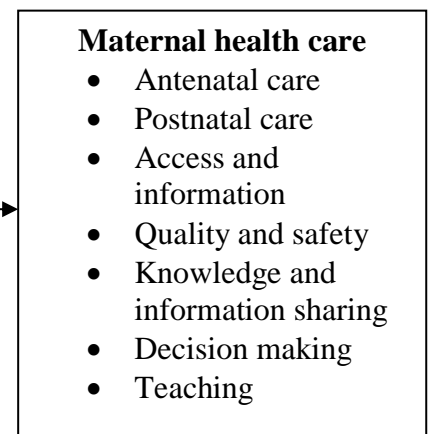 Maternal health care
• Antenatal care
• Postnatal care
• Access and
information
• Quality and safety
• Knowledge and
information sharing
• Decision making
• Teaching